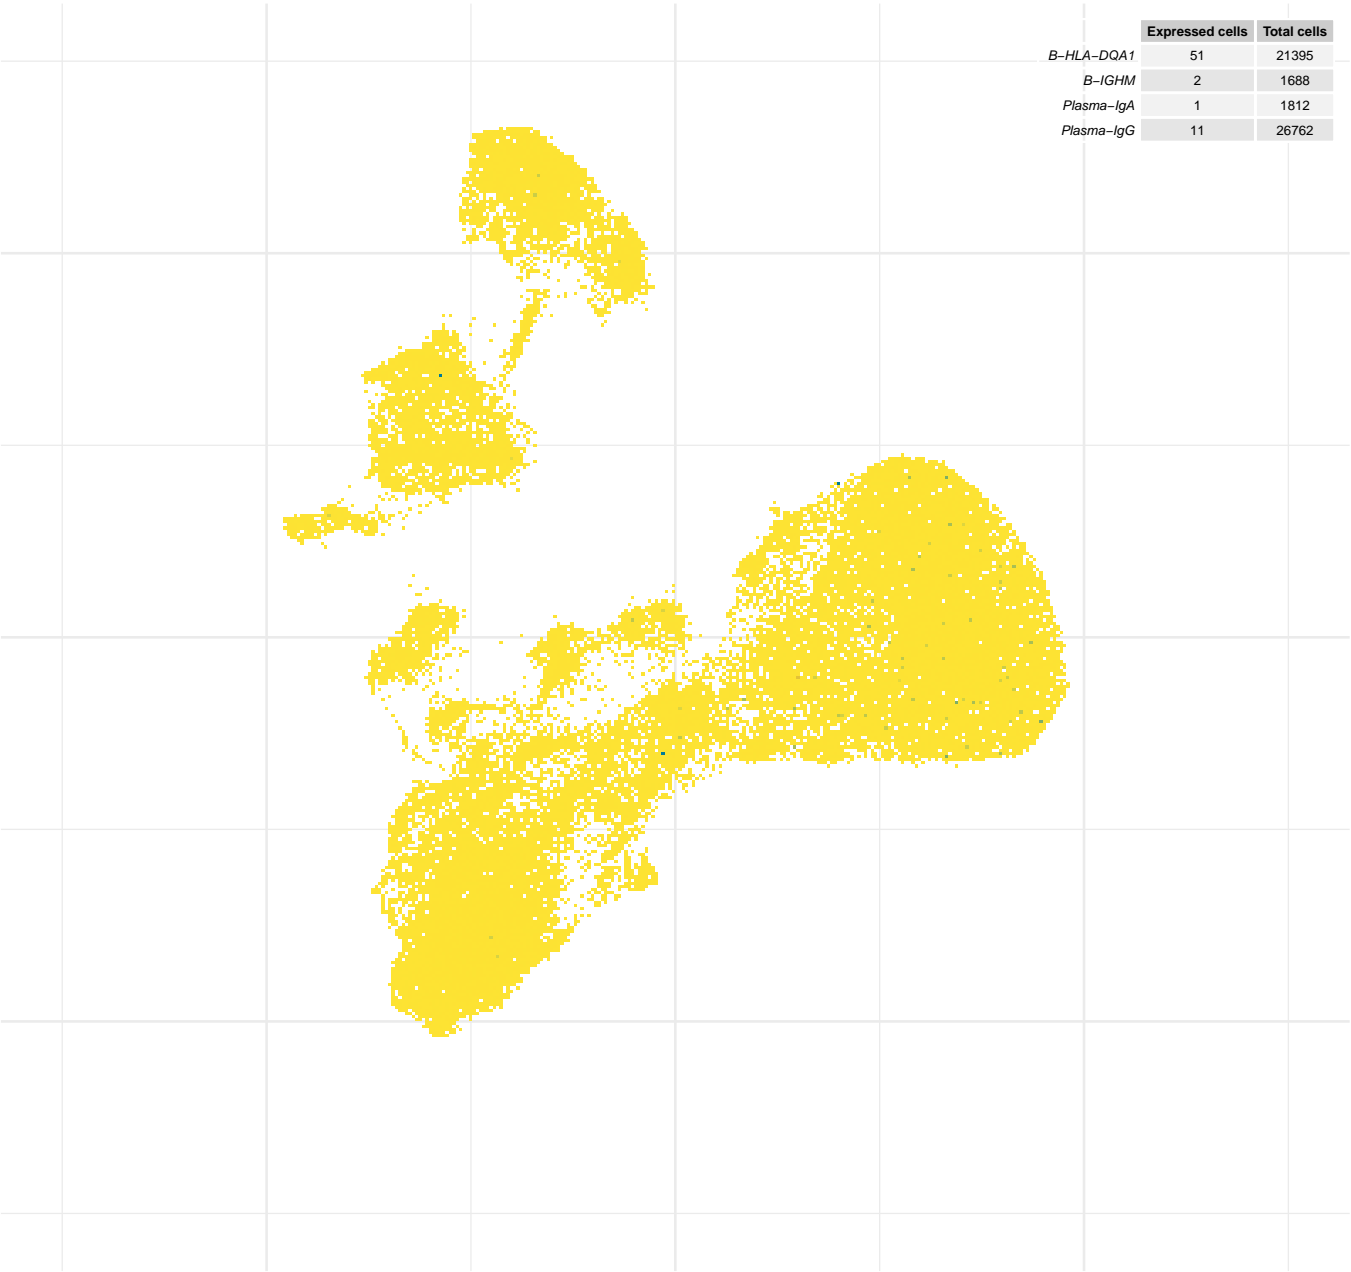 Expressed cells Total cells
B−HLA−DQA1 51 21395
B−IGHM 2 1688
Plasma−IgA 1 1812
Plasma−IgG 11 26762